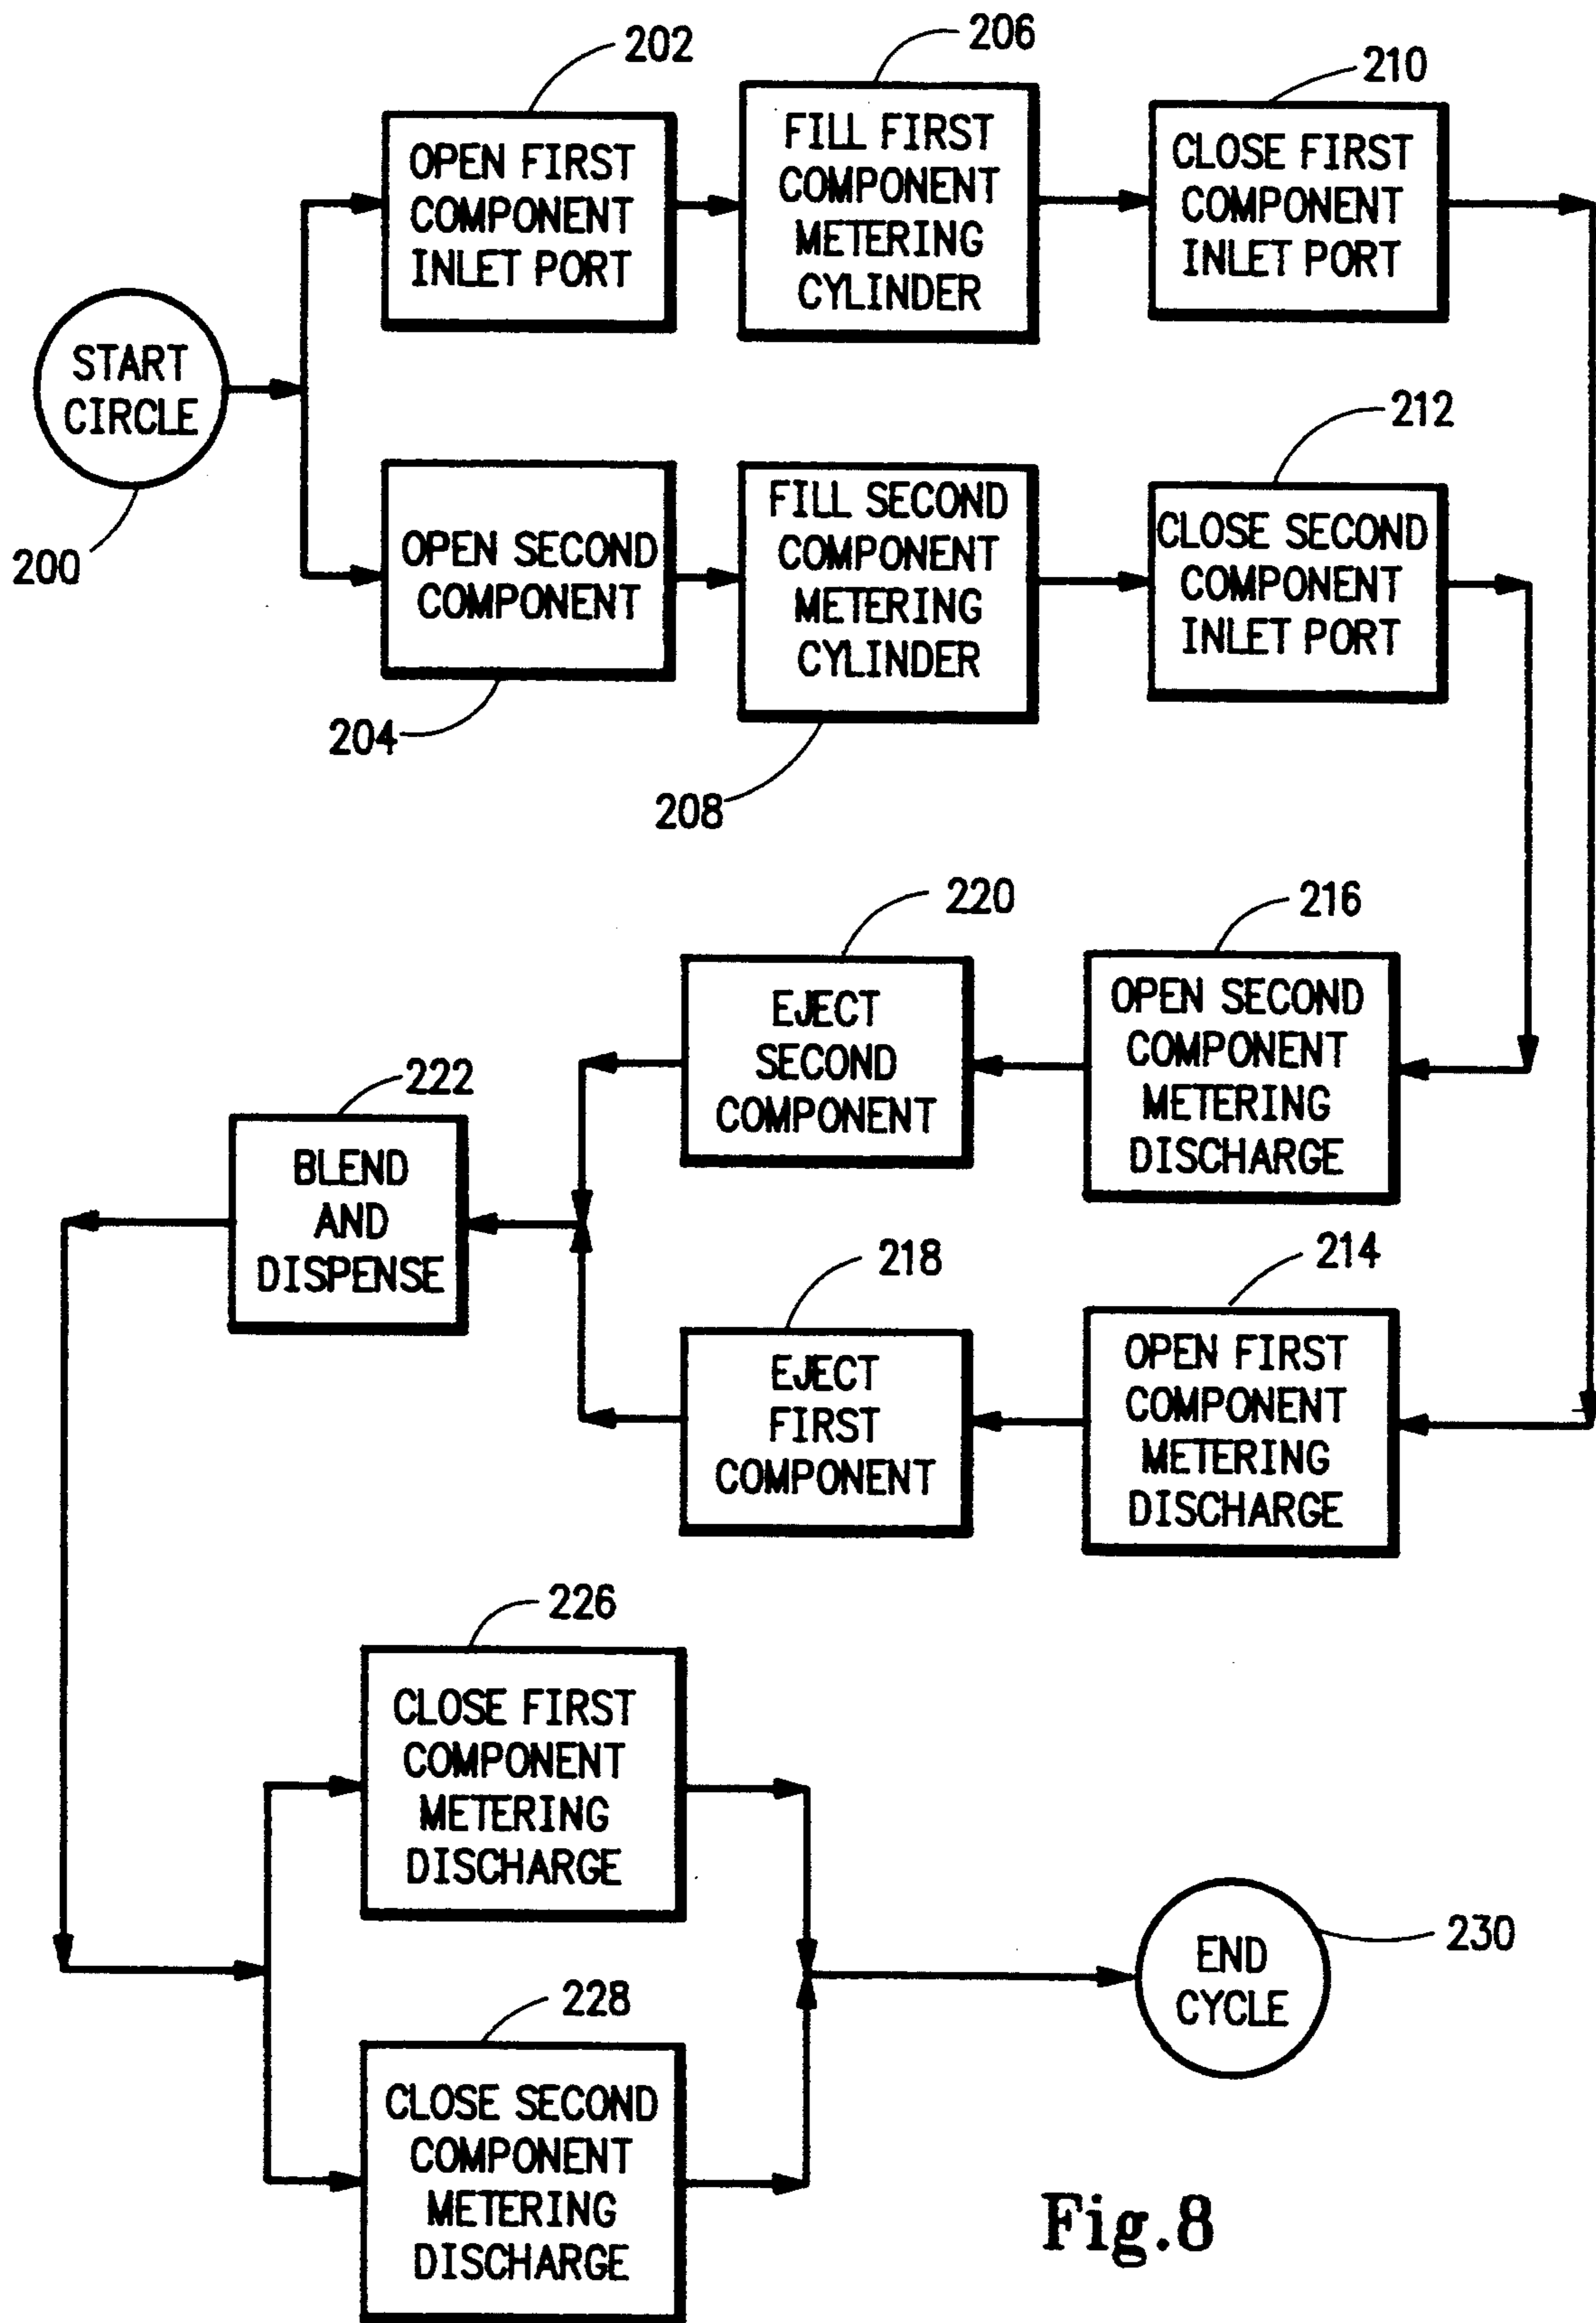 202
206
210
OPEN FIRST
COMPONENT
INLET PORT
FILL FIRST
COMPONENT
METERING
CYLINDER
CLOSE FIRST
COMPONENT
INLET PORT
START
CIRCLE
200
212
OPEN SECOND
COMPONENT
FILL SECOND
COMPONENT
METERING
CYLINDER
CLOSE SECOND
COMPONENT
INLET PORT
204
208
220
216
EJECT
SECOND
COMPONENT
OPEN SECOND
COMPONENT
METERING
DISCHARGE
222
BLEND
AND
DISPENSE
218
214
EJECT
FIRST
COMPONENT
OPEN FIRST
COMPONENT
METERING
DISCHARGE
226
CLOSE FIRST
COMPONENT
METERING
DISCHARGE
230
END
CYCLE
228
CLOSE SECOND
COMPONENT
METERING
DISCHARGE
Fig.8